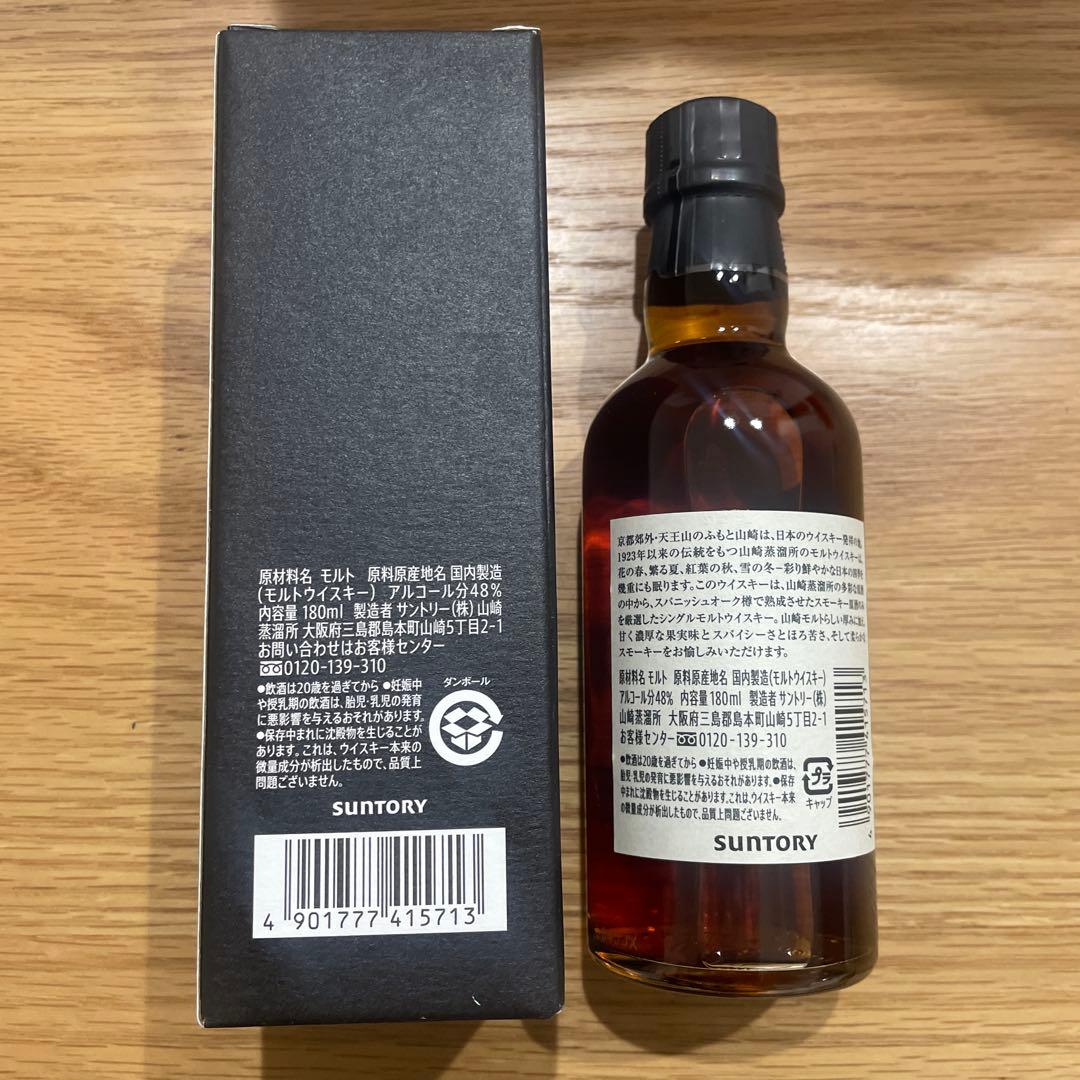 原材料名 モルト 原料原産地名 国内製造
(モルトウイスキー) アルコール分48%
内容量 180ml 製造者 サントリー(株)山崎
蒸溜所 大阪府三島郡島本町山崎5丁目2-1
お問い合わせはお客様センター
0120-139-310
●飲酒は20歳を過ぎてから ●妊娠中
や授乳期の飲酒は、胎児・乳児の発育
に悪影響を与えるおそれがあります。
●保存中まれに沈殿物を生じることが
あります。これは、ウイスキー本来の
微量成分が析出したもので、品質上
問題ございません。
ダンボール
SUNTORY
4 901777 415713
京都郊外・天王山のふもと山崎は、日本のウイスキー発祥の地。
1923年以来の伝統をもつ山崎蒸溜所のモルトウイスキーは、
花の春、繁る夏、紅葉の秋、雪の冬−彩り鮮やかな日本の四季を
幾重にも眠ります。このウイスキーは、山崎蒸溜所の多彩な原酒
の中から、スパニッシュオーク樽で熟成させたスモーキー原酒のみ
を厳選したシングルモルトウイスキー。山崎モルトらしい厚みに加え、
甘く濃厚な果実味とスパイシーさとほろ苦さ、そして柔らかな
スモーキーをお愉しみいただけます。
原材料名 モルト 原料原産地名 国内製造(モルトウイスキー)
アルコール分48% 内容量 180ml 製造者 サントリー(株)
山崎蒸溜所 大阪府三島郡島本町山崎5丁目2-1
お客様センター 0120-139-310
●飲酒は20歳を過ぎてから ●妊娠中や授乳期の飲酒は、
胎児・乳児の発育に悪影響を与えるおそれがあります。●保存
中まれに沈殿物を生じることがあります。これは、ウイスキー本来
の微量成分が析出したもので、品質上問題ございません。
プラ
キャップ
SUNTORY